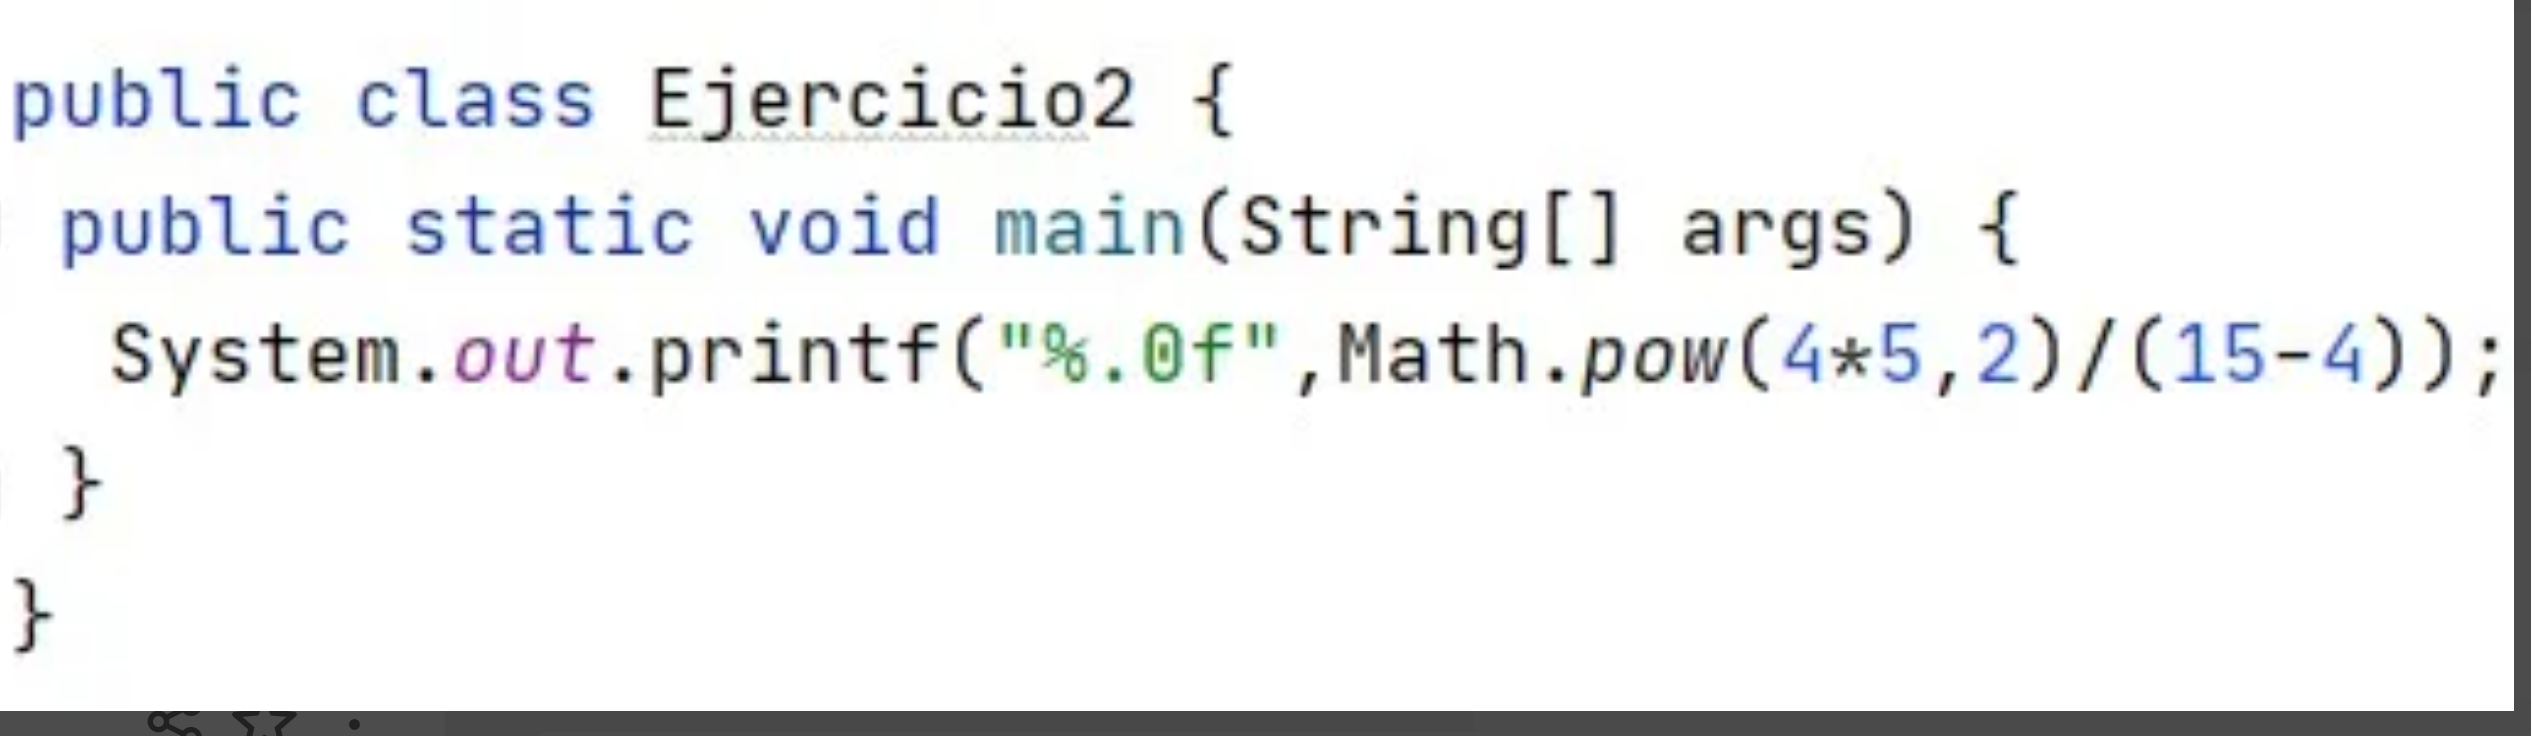 public class Ejercicio2 {
public static void main(String[] args) {
System.out.printf("%.0f",Math.pow(4*5,2)/(15-4));
}
}